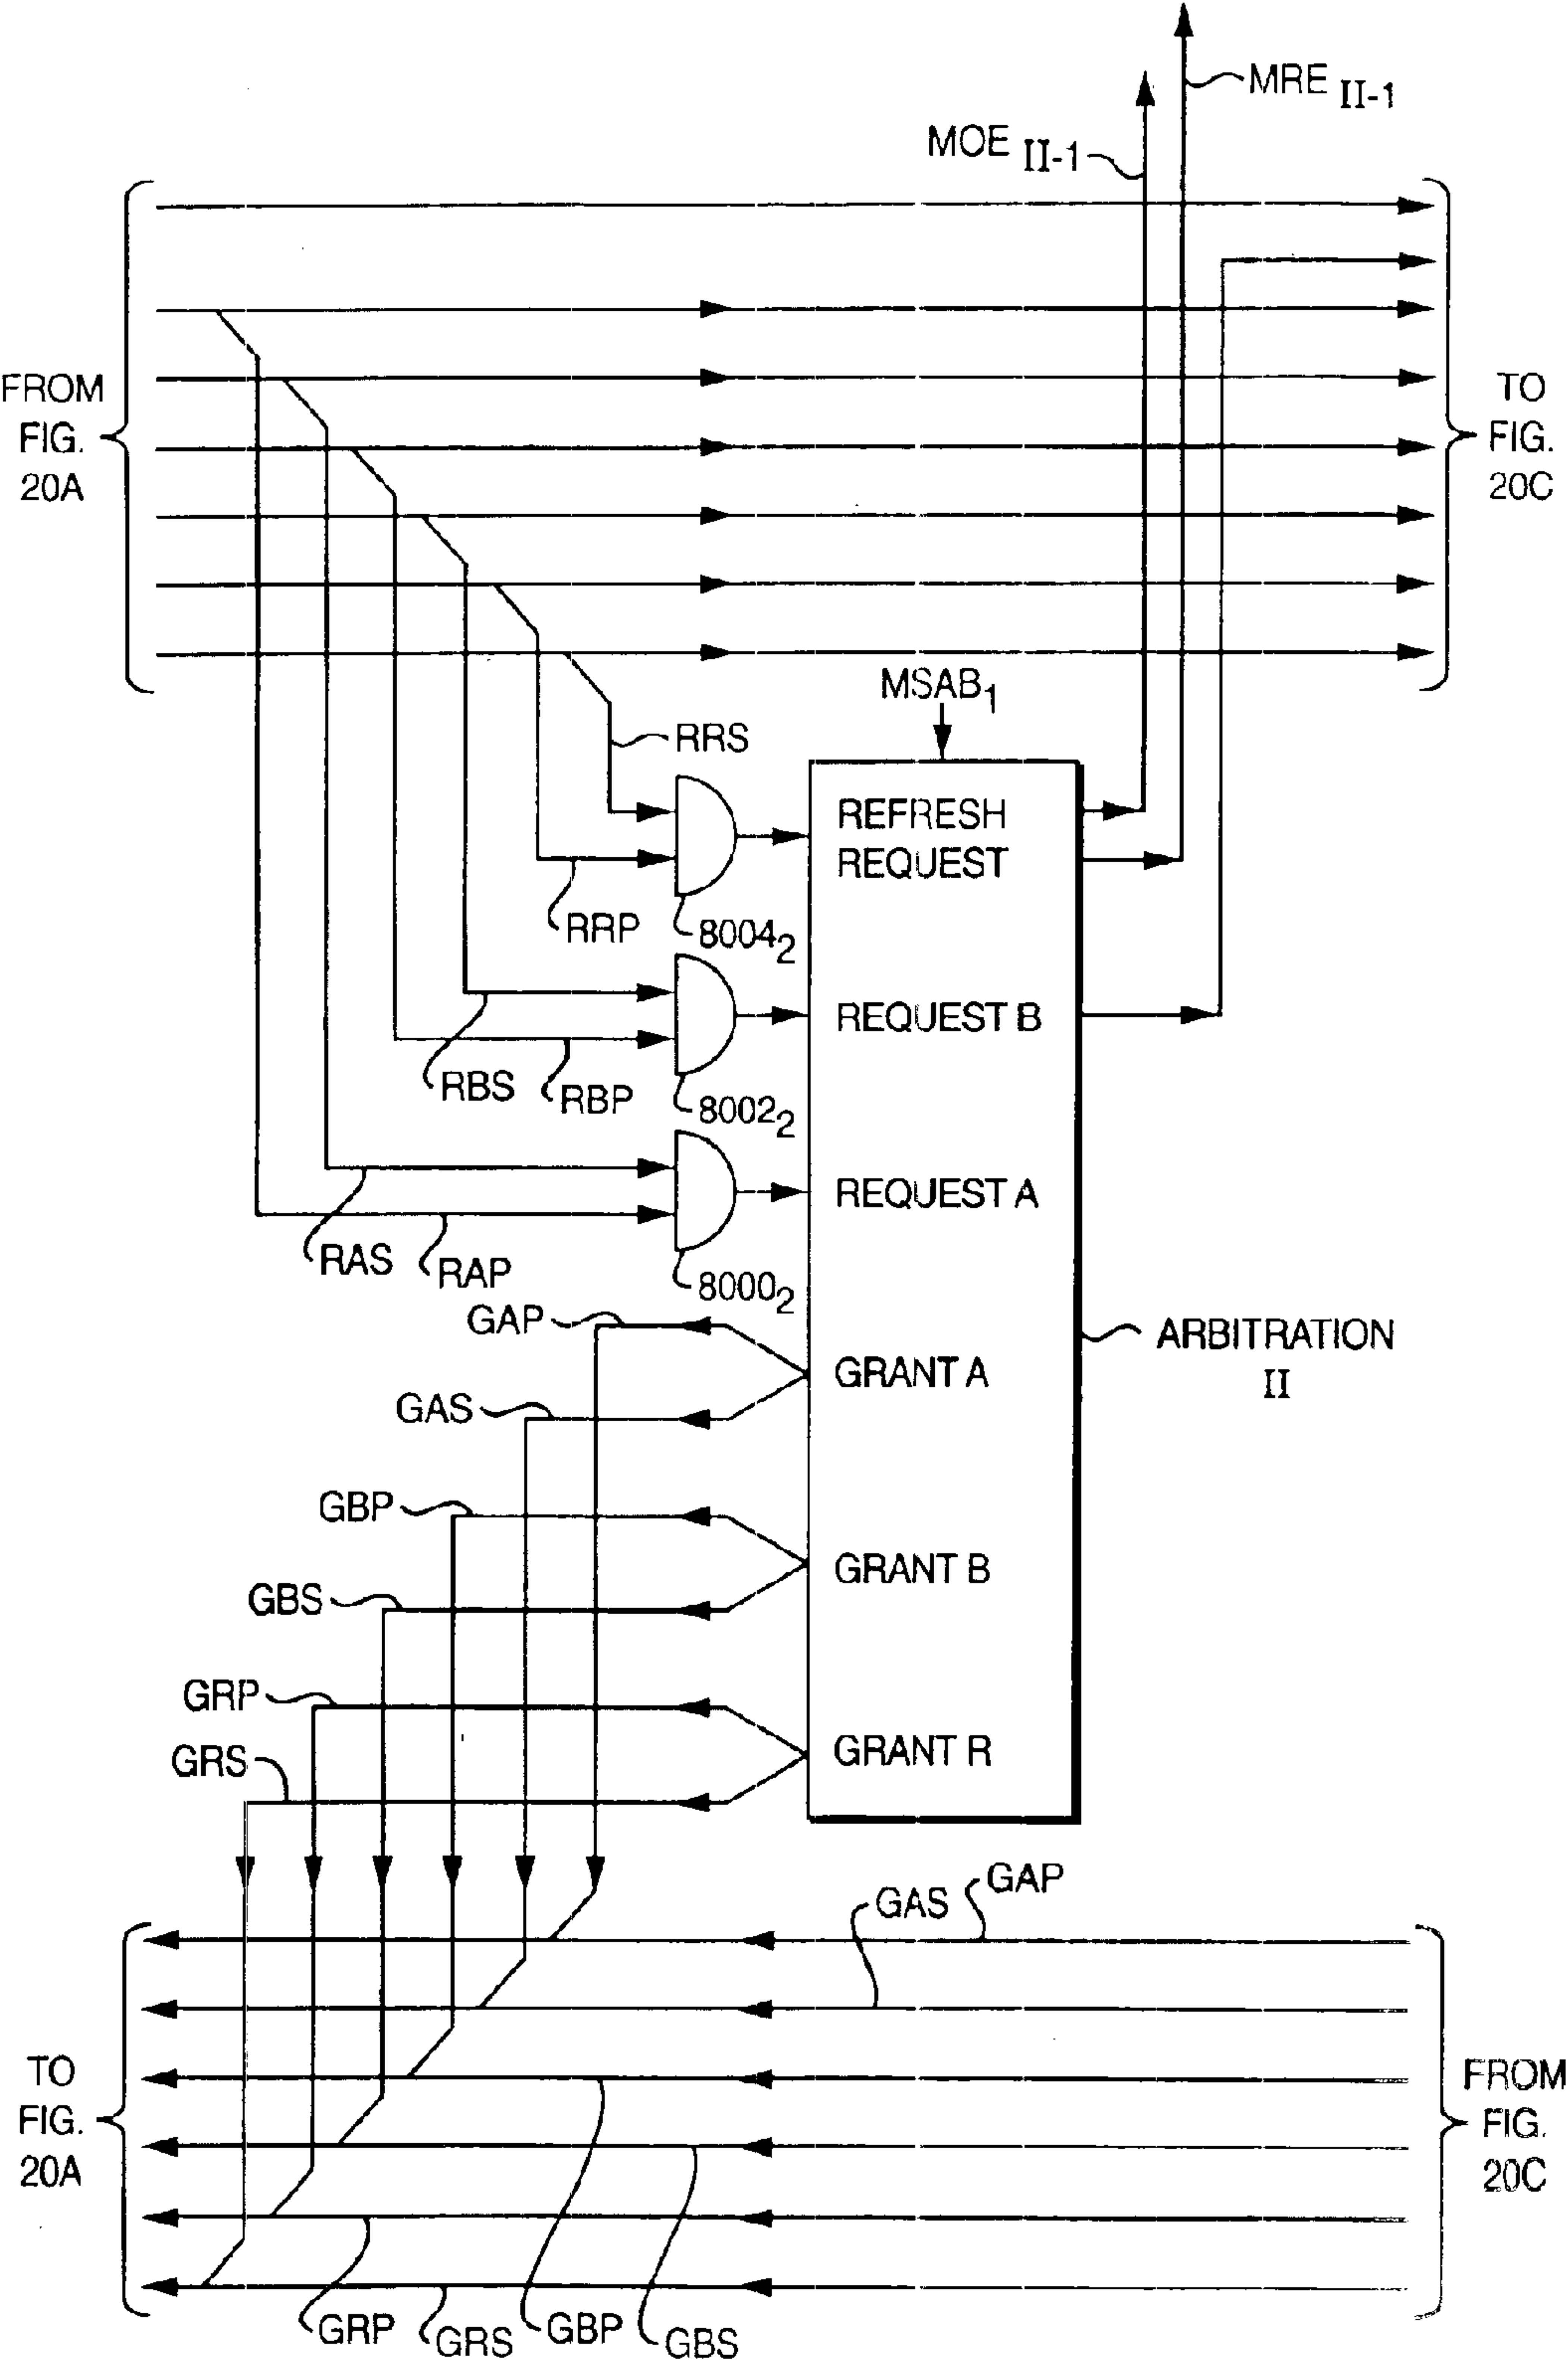 MRE II-1
MOE II-1
FROM
FIG.
20A
TO
FIG.
20C
MSAB1
RRS
REFRESH
REQUEST
RRP
80042
REQUEST B
RBS
RBP
80022
REQUEST A
RAS
RAP
80002
GAP
ARBITRATION
II
GRANT A
GAS
GBP
GRANT B
GBS
GRP
GRANT R
GRS
GAP
GAS
TO
FIG.
20A
FROM
FIG.
20C
GRP
GRS
GBP
GBS